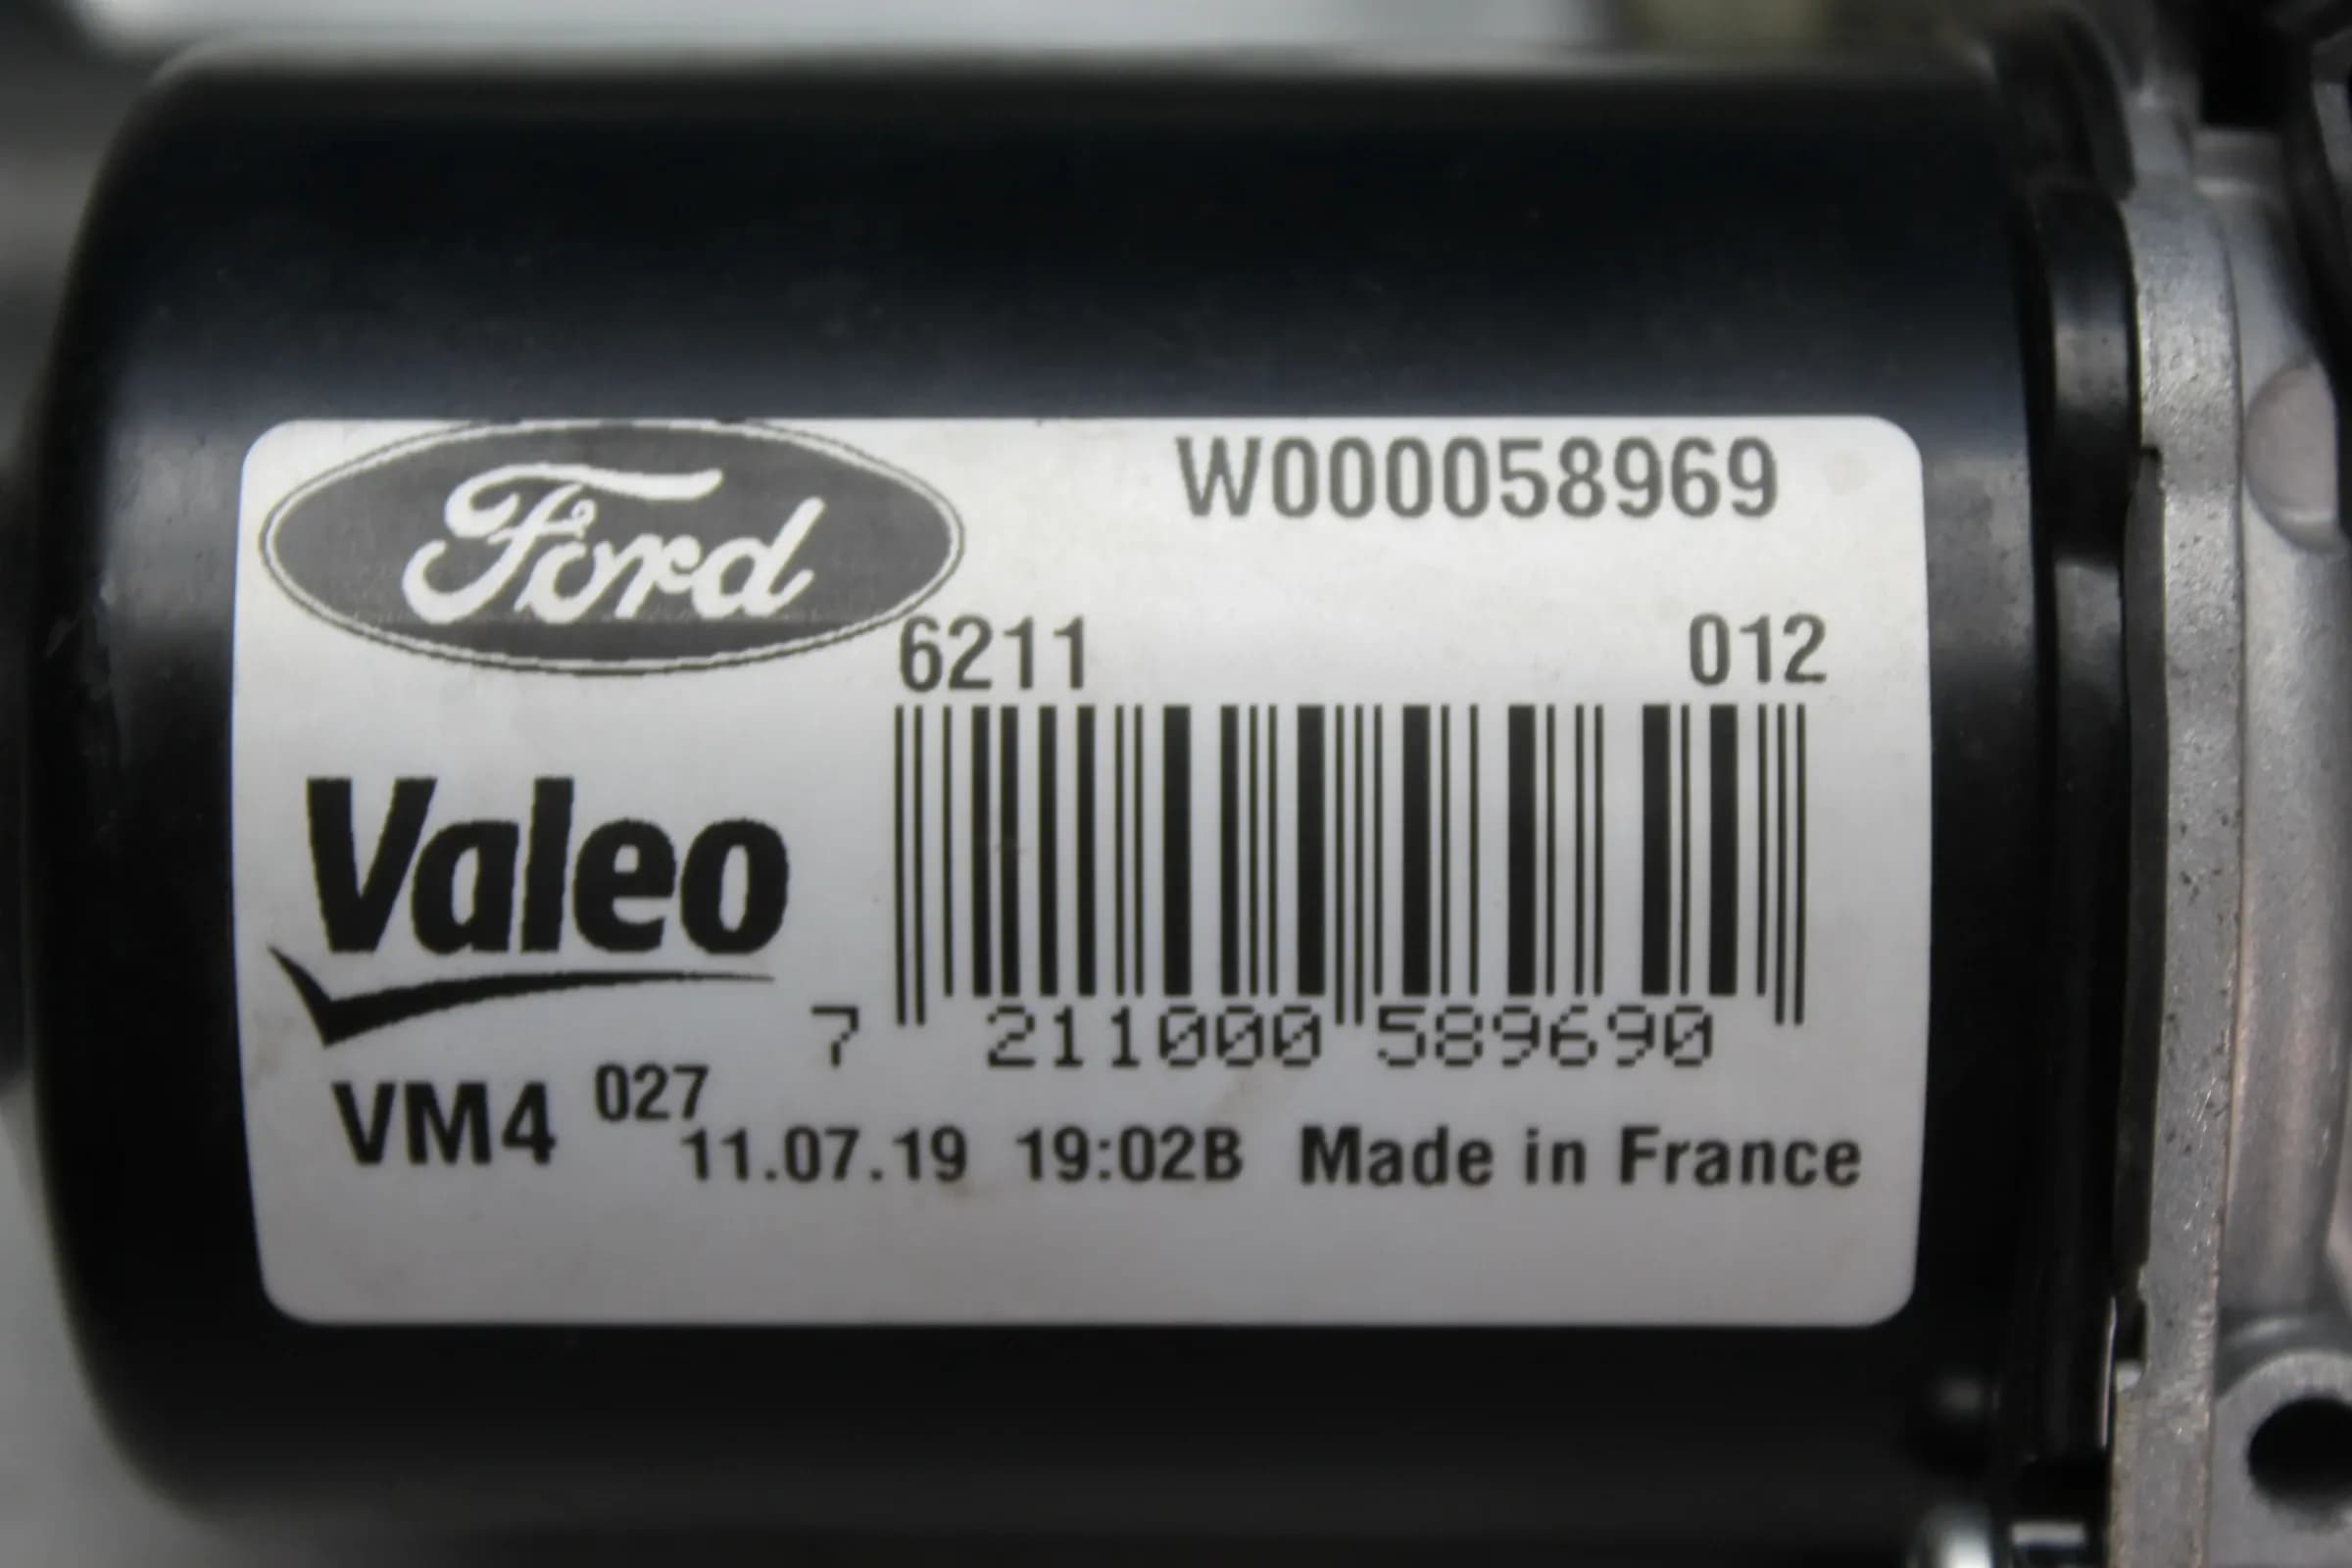 Ford
W000058969
6211 012
Valeo
7 211000 589690
VM4 027
11.07.19 19:02B Made in France